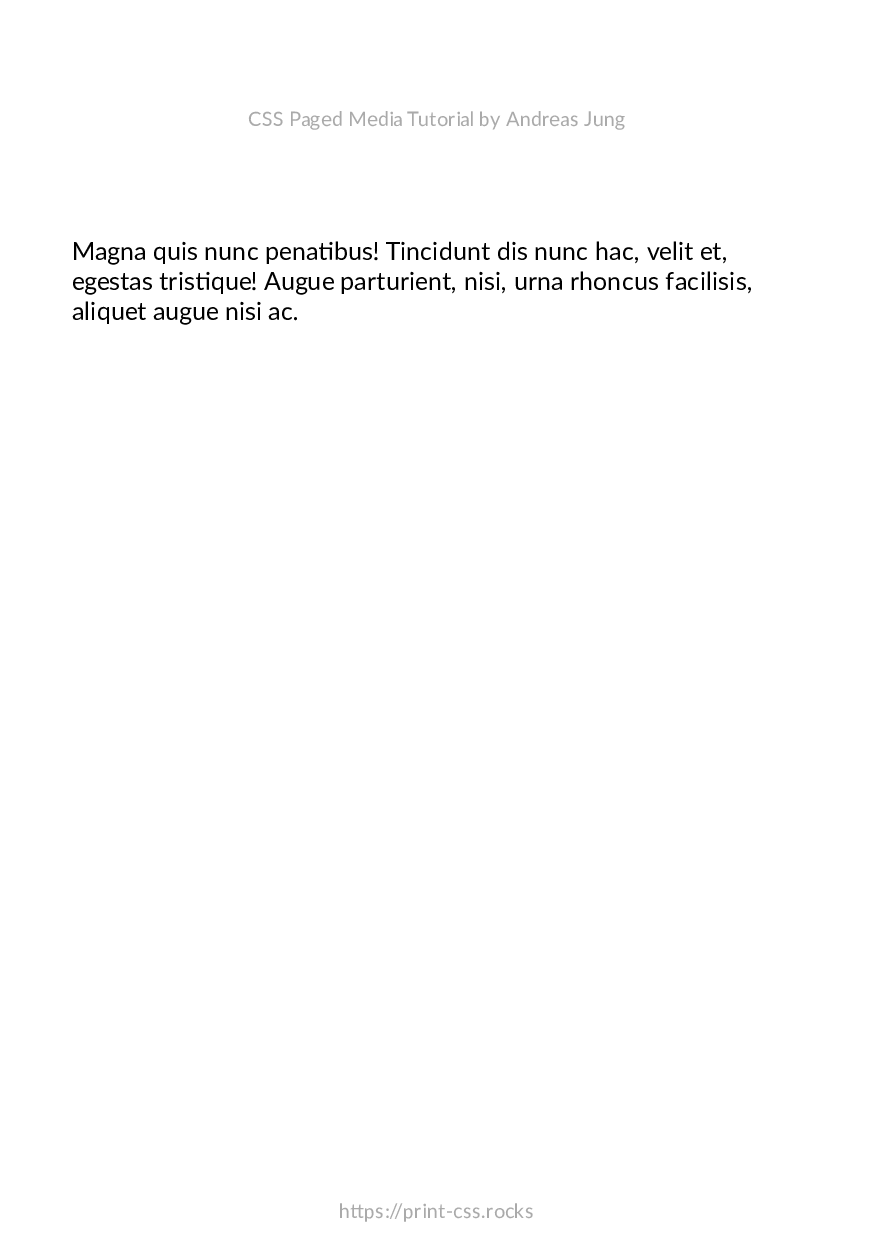 CSS Paged Media Tutorial by Andreas Jung
Magna quis nunc penatibus! Tincidunt dis nunc hac, velit et,
egestas tristique! Augue parturient, nisi, urna rhoncus facilisis,
aliquet augue nisi ac.
https://print-css.rocks